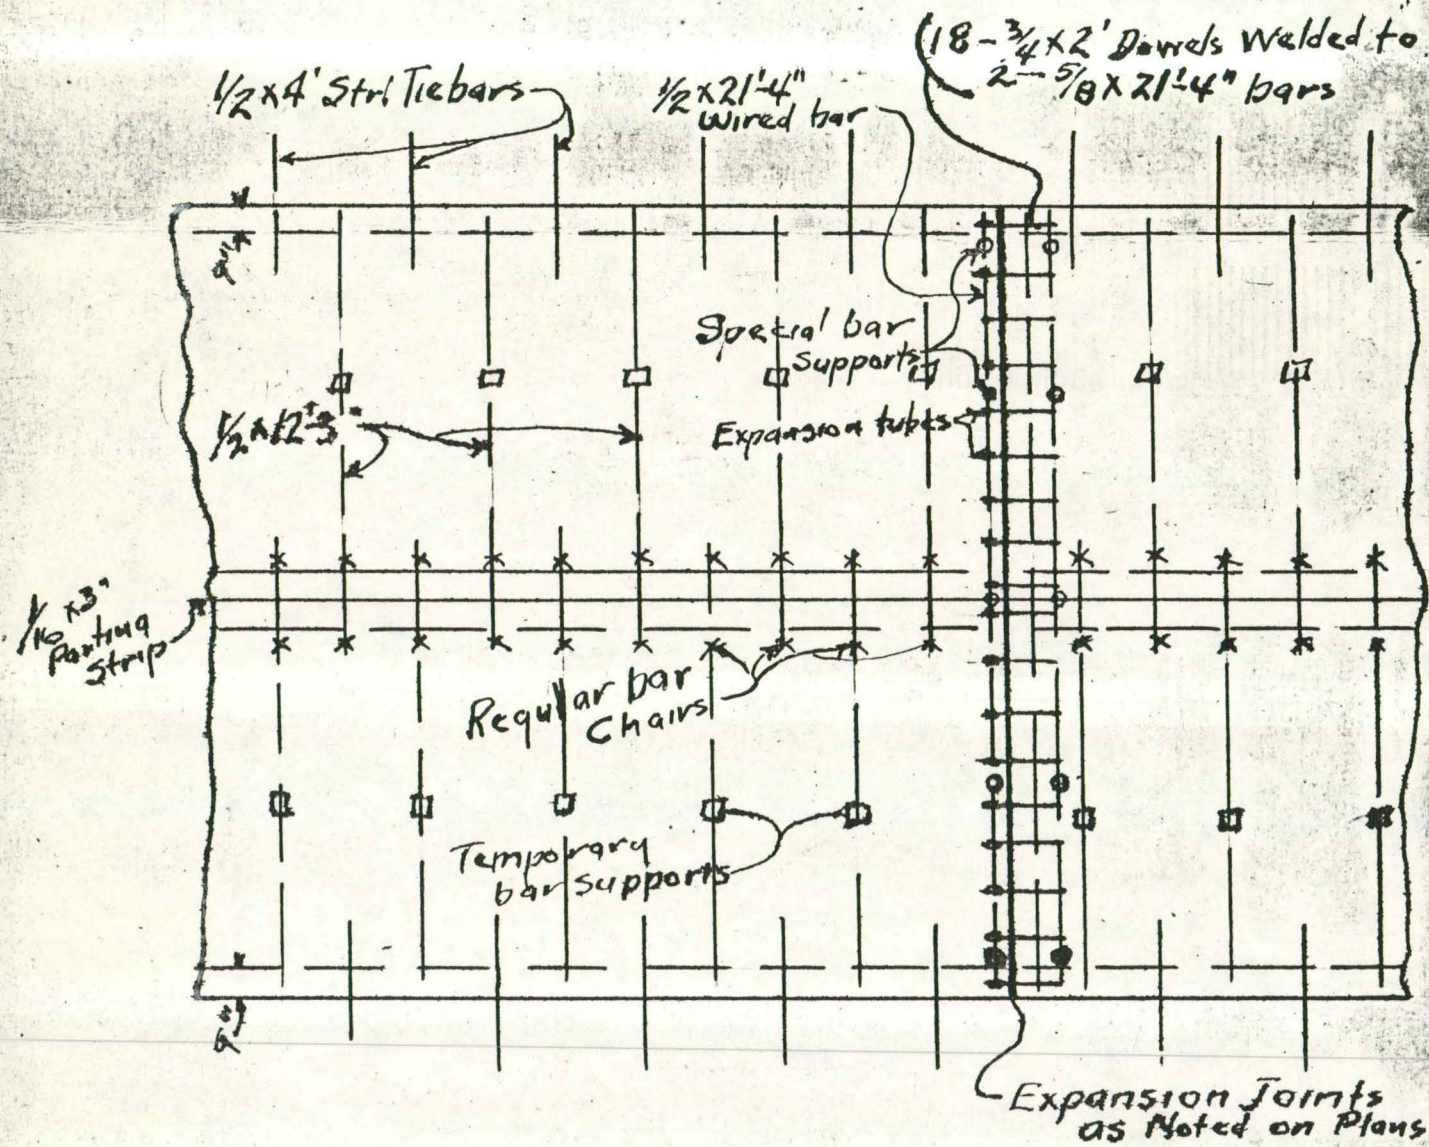 (18-3/4x2' Dowels Welded to
2-5/8x21'-4" bars
1/2x4' Strl Tiebars
1/2x21'-4"
wired bar
9"
Special bar
Supports
1/2x12'-3"
Expansion tubes
1/16x3"
Parting
Strip
Regular bar
Chairs
Temporary
bar supports
9"
Expansion Joints
as Noted on Plans